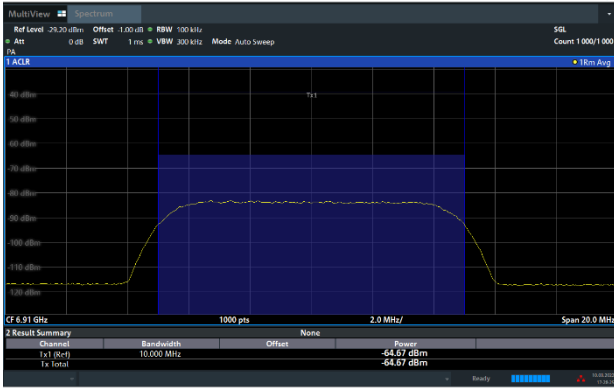 MultiView Spectrum
Ref Level -29.20 dBm Offset -1.00 dB RBW 100 kHz SGL
Att 0 dB SWT 1 ms VBW 300 kHz Mode Auto Sweep Count 1000/1000
PA
1 ACLR 1Rm Avg
-40 dBm
Tx1
-50 dBm
-60 dBm
-70 dBm
-80 dBm
-90 dBm
-100 dBm
-110 dBm
-120 dBm
CF 6.91 GHz 1000 pts 2.0 MHz/ Span 20.0 MHz
2 Result Summary None
Channel Bandwidth Offset Power
Tx1 (Ref) 10.000 MHz -64.67 dBm
Tx Total -64.67 dBm
Ready